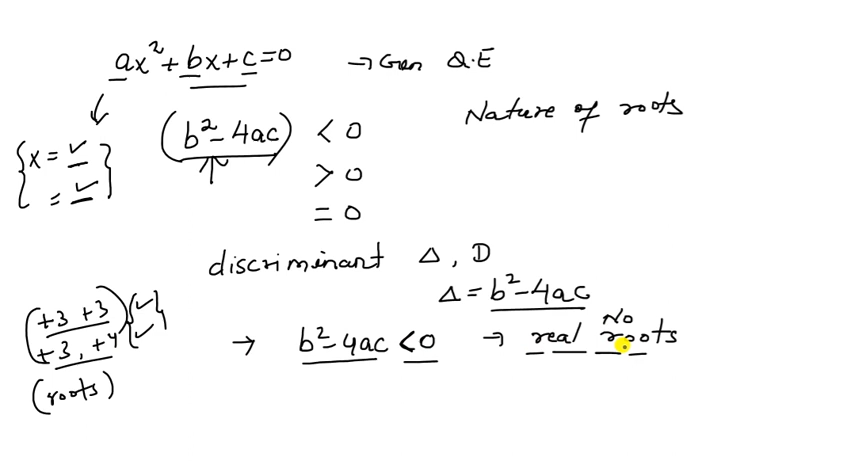 ax²+bx+c=0 → Gen Q.E
Nature of roots
(b²-4ac) < 0
{x = ✓
= ✓}
> 0
= 0
discriminant Δ, D
Δ = b²-4ac
(+3 +3
+3, +4) {✓ ✓}
(roots)
No
→ b²-4ac < 0 → real roots